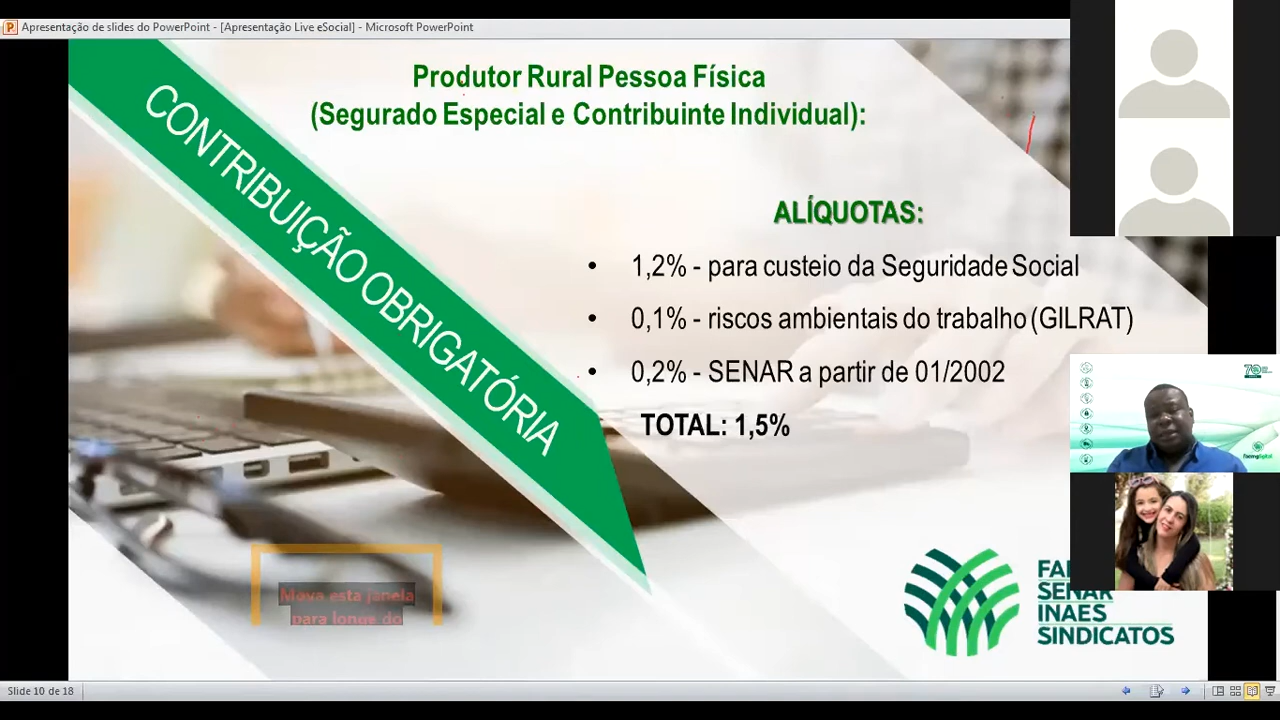 Apresentação de slides do PowerPoint - [Apresentação Live eSocial] - Microsoft PowerPoint
Produtor Rural Pessoa Física
(Segurado Especial e Contribuinte Individual):
CONTRIBUIÇÃO OBRIGATÓRIA
ALÍQUOTAS:
• 1,2% - para custeio da Seguridade Social
• 0,1% - riscos ambientais do trabalho (GILRAT)
• 0,2% - SENAR a partir de 01/2002
TOTAL: 1,5%
70
faemgdigital
Mova esta janela
para longe do
SENAR
INAES
SINDICATOS
Slide 10 de 18